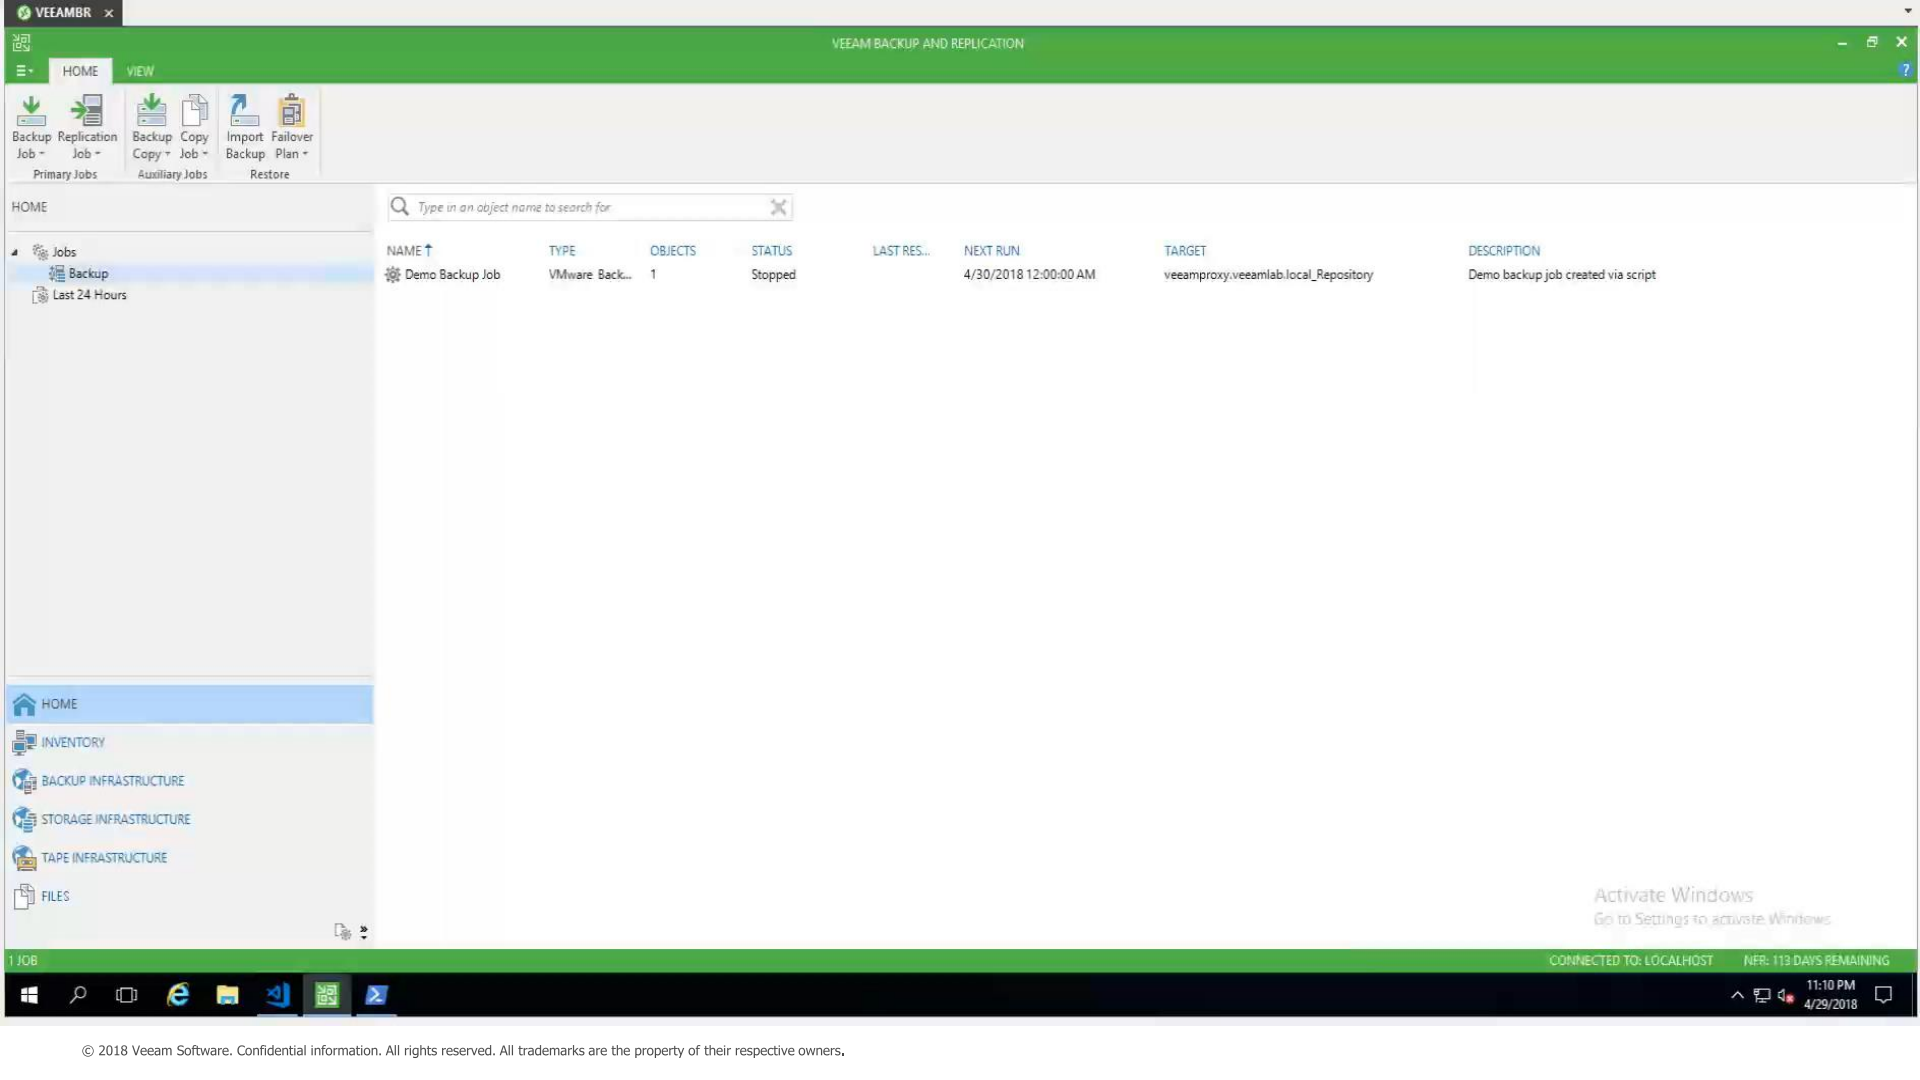 VEEAMBR
VEEAM BACKUP AND REPLICATION
HOME VIEW
Backup Job
Replication Job
Backup Copy
Copy Job
Import Backup
Failover Plan
Primary Jobs Auxiliary Jobs Restore
HOME
Type in an object name to search for
Jobs
Backup
Last 24 Hours
NAME TYPE OBJECTS STATUS LAST RES... NEXT RUN TARGET DESCRIPTION
Demo Backup Job VMware Back... 1 Stopped 4/30/2018 12:00:00 AM veeamproxy.veeamlab.local_Repository Demo backup job created via script
HOME
INVENTORY
BACKUP INFRASTRUCTURE
STORAGE INFRASTRUCTURE
TAPE INFRASTRUCTURE
FILES
Activate Windows
Go to Settings to activate Windows.
1 JOB
CONNECTED TO: LOCALHOST NFR: 113 DAYS REMAINING
11:10 PM
4/29/2018
© 2018 Veeam Software. Confidential information. All rights reserved. All trademarks are the property of their respective owners.